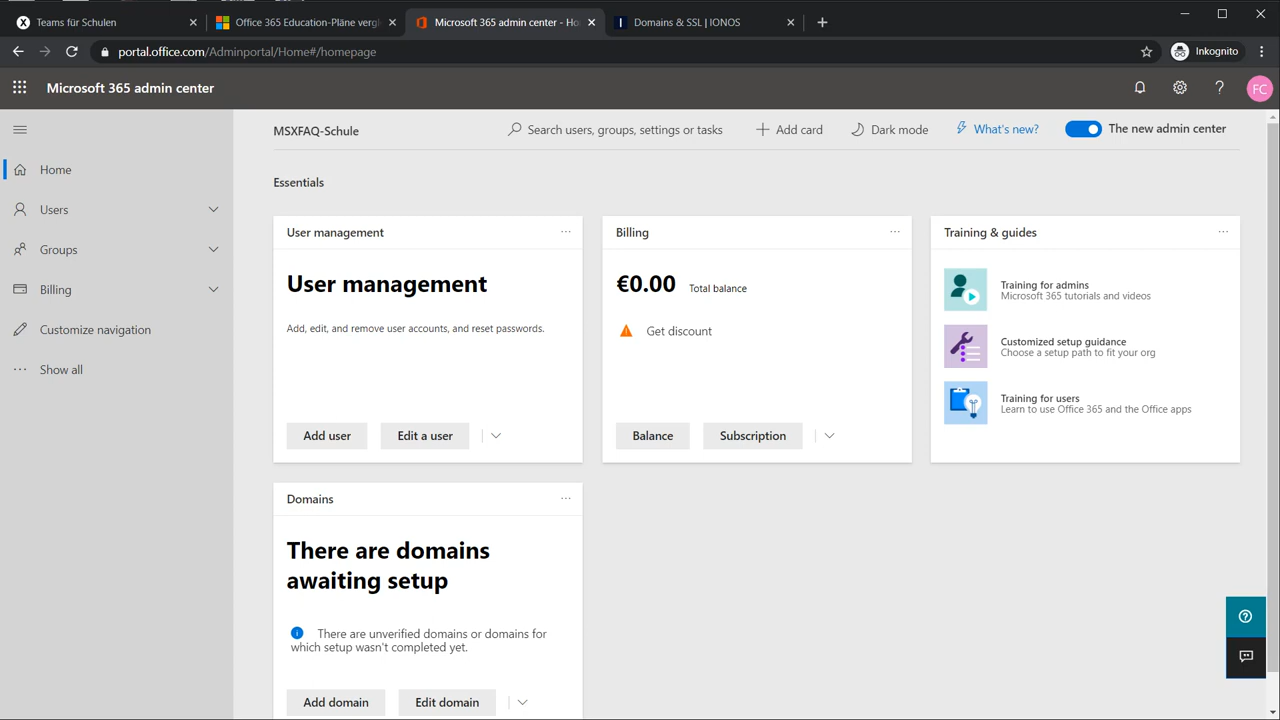 Teams für Schulen
Office 365 Education-Pläne vergl
Microsoft 365 admin center - Ho
Domains & SSL | IONOS
portal.office.com/Adminportal/Home#/homepage
Inkognito
Microsoft 365 admin center
FC
MSXFAQ-Schule
Search users, groups, settings or tasks
Add card
Dark mode
What's new?
The new admin center
Home
Users
Groups
Billing
Customize navigation
Show all
Essentials
User management
User management
Add, edit, and remove user accounts, and reset passwords.
Add user
Edit a user
Billing
€0.00 Total balance
Get discount
Balance
Subscription
Training & guides
Training for admins
Microsoft 365 tutorials and videos
Customized setup guidance
Choose a setup path to fit your org
Training for users
Learn to use Office 365 and the Office apps
Domains
There are domains
awaiting setup
There are unverified domains or domains for
which setup wasn't completed yet.
Add domain
Edit domain